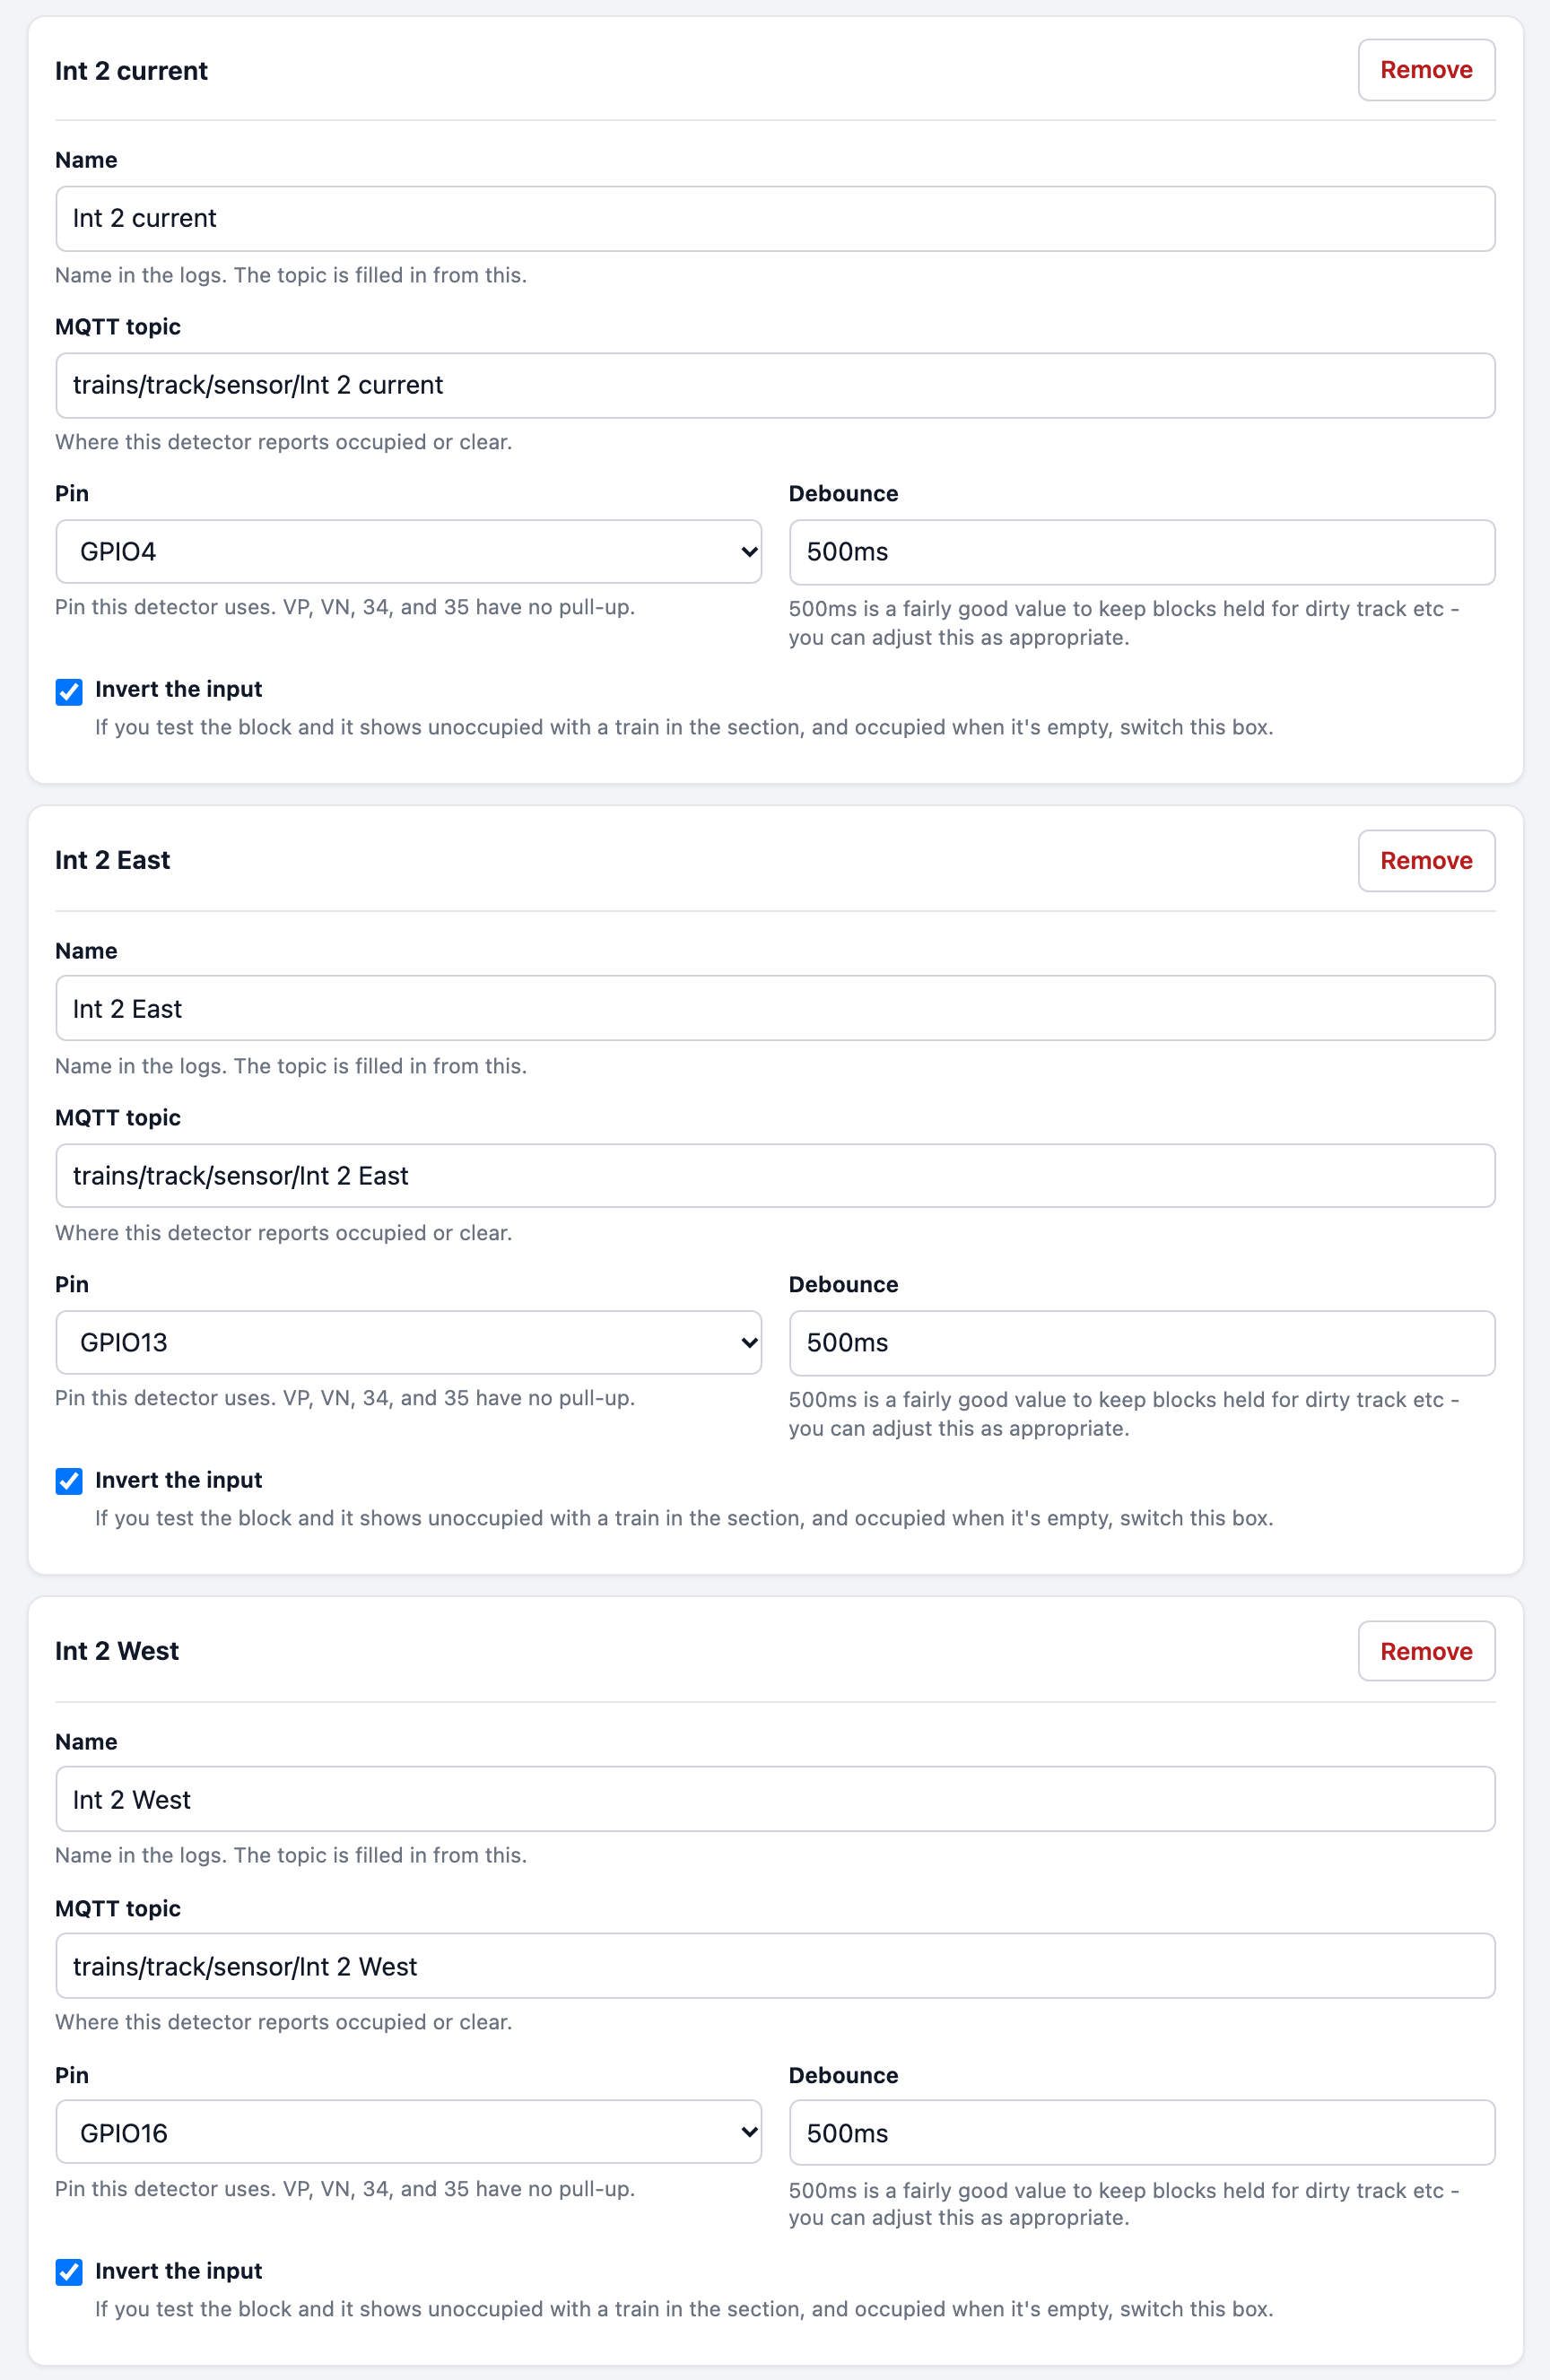 Int 2 current
Remove
Name
Int 2 current
Name in the logs. The topic is filled in from this.
MQTT topic
trains/track/sensor/Int 2 current
Where this detector reports occupied or clear.
Pin
Debounce
GPIO4
500ms
Pin this detector uses. VP, VN, 34, and 35 have no pull-up.
500ms is a fairly good value to keep blocks held for dirty track etc -
you can adjust this as appropriate.
Invert the input
If you test the block and it shows unoccupied with a train in the section, and occupied when it's empty, switch this box.
Int 2 East
Remove
Name
Int 2 East
Name in the logs. The topic is filled in from this.
MQTT topic
trains/track/sensor/Int 2 East
Where this detector reports occupied or clear.
Pin
Debounce
GPIO13
500ms
Pin this detector uses. VP, VN, 34, and 35 have no pull-up.
500ms is a fairly good value to keep blocks held for dirty track etc -
you can adjust this as appropriate.
Invert the input
If you test the block and it shows unoccupied with a train in the section, and occupied when it's empty, switch this box.
Int 2 West
Remove
Name
Int 2 West
Name in the logs. The topic is filled in from this.
MQTT topic
trains/track/sensor/Int 2 West
Where this detector reports occupied or clear.
Pin
Debounce
GPIO16
500ms
Pin this detector uses. VP, VN, 34, and 35 have no pull-up.
500ms is a fairly good value to keep blocks held for dirty track etc -
you can adjust this as appropriate.
Invert the input
If you test the block and it shows unoccupied with a train in the section, and occupied when it's empty, switch this box.